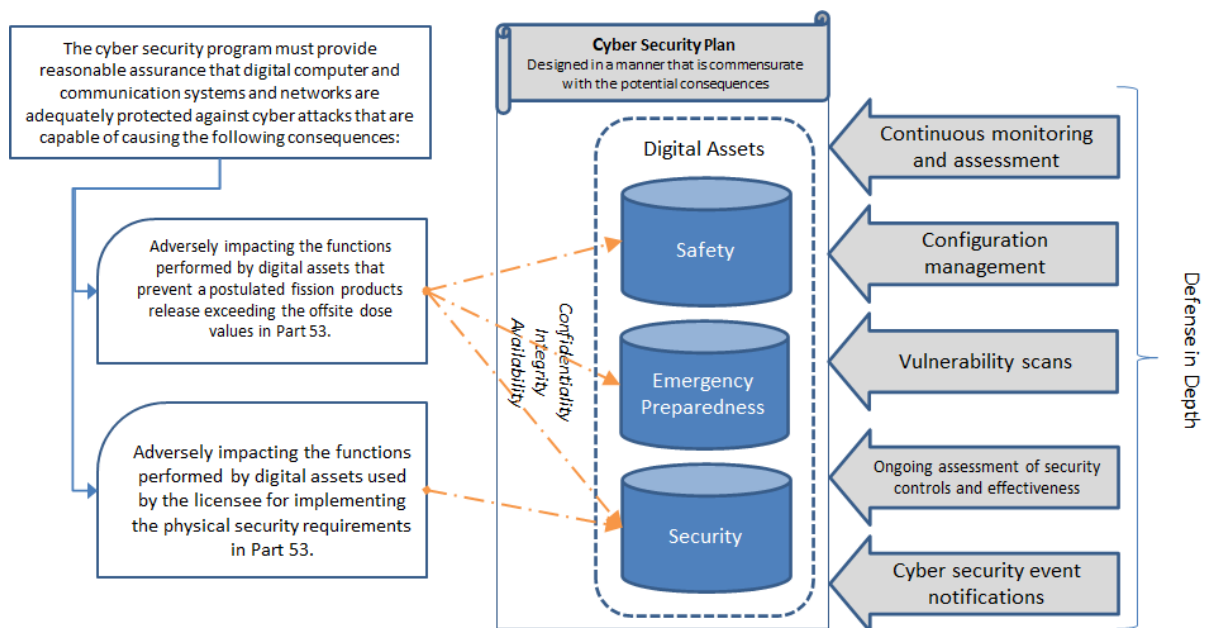 The cyber security program must provide
reasonable assurance that digital computer and
communication systems and networks are
adequately protected against cyber attacks that are
capable of causing the following consequences:
Adversely impacting the functions
performed by digital assets that
prevent a postulated fission products
release exceeding the offsite dose
values in Part 53.
Adversely impacting the functions
performed by digital assets used
by the licensee for implementing
the physical security requirements
in Part 53.
Confidentiality
Integrity
Availability
Cyber Security Plan
Designed in a manner that is commensurate
with the potential consequences
Digital Assets
Safety
Emergency
Preparedness
Security
Continuous monitoring
and assessment
Configuration
management
Vulnerability scans
Ongoing assessment of security
controls and effectiveness
Cyber security event
notifications
Defense in Depth